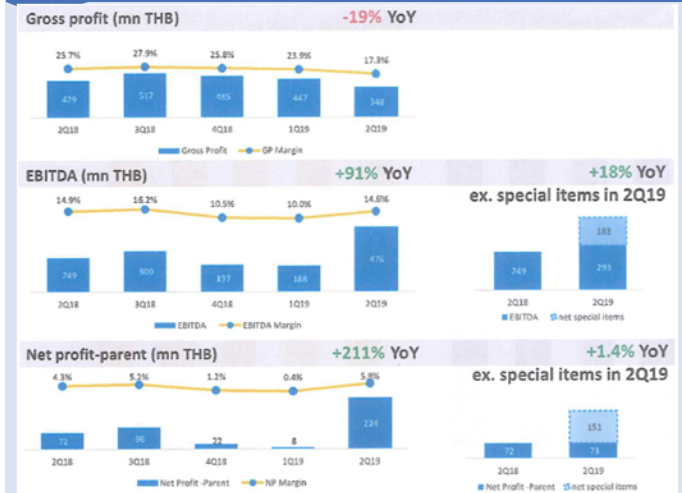 Gross profit (mn THB) -19% YoY
25.7% 27.9% 25.8% 23.9% 17.3%
479 517 485 447 348
2Q18 3Q18 4Q18 1Q19 2Q19
Gross Profit GP Margin
EBITDA (mn THB) +91% YoY +18% YoY
ex. special items in 2Q19
14.9% 16.2% 10.5% 10.0% 14.6%
183
249 300 197 188 476 249 293
2Q18 3Q18 4Q18 1Q19 2Q19 2Q18 2Q19
EBITDA EBITDA Margin EBITDA net special items
Net profit-parent (mn THB) +211% YoY +1.4% YoY
ex. special items in 2Q19
4.3% 5.2% 1.2% 0.4% 5.8%
151
72 96 22 8 224 72 73
2Q18 3Q18 4Q18 1Q19 2Q19 2Q18 2Q19
Net Profit -Parent NP Margin Net Profit -Parent net special items